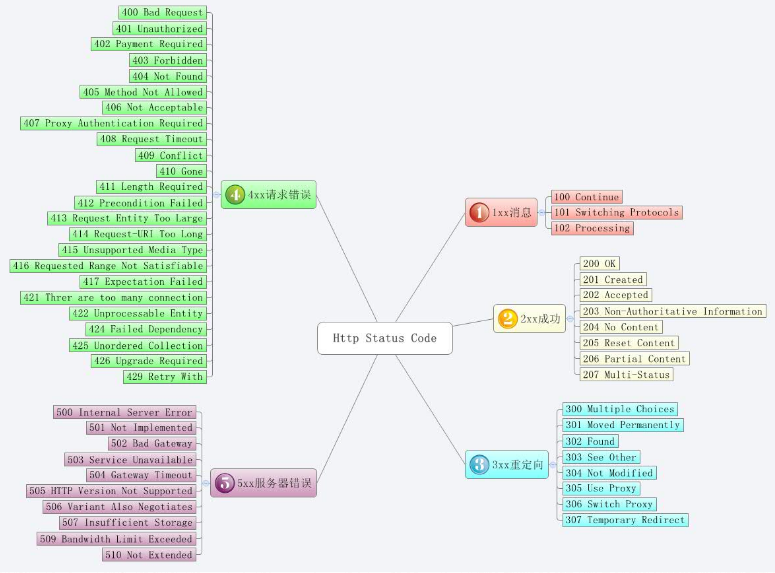 Http Status Code
1
1xx消息
100 Continue
101 Switching Protocols
102 Processing
2
2xx成功
200 OK
201 Created
202 Accepted
203 Non-Authoritative Information
204 No Content
205 Reset Content
206 Partial Content
207 Multi-Status
3
3xx重定向
300 Multiple Choices
301 Moved Permanently
302 Found
303 See Other
304 Not Modified
305 Use Proxy
306 Switch Proxy
307 Temporary Redirect
4
4xx请求错误
400 Bad Request
401 Unauthorized
402 Payment Required
403 Forbidden
404 Not Found
405 Method Not Allowed
406 Not Acceptable
407 Proxy Authentication Required
408 Request Timeout
409 Conflict
410 Gone
411 Length Required
412 Precondition Failed
413 Request Entity Too Large
414 Request-URI Too Long
415 Unsupported Media Type
416 Requested Range Not Satisfiable
417 Expectation Failed
421 Threr are too many connection
422 Unprocessable Entity
424 Failed Dependency
425 Unordered Collection
426 Upgrade Required
429 Retry With
5
5xx服务器错误
500 Internal Server Error
501 Not Implemented
502 Bad Gateway
503 Service Unavailable
504 Gateway Timeout
505 HTTP Version Not Supported
506 Variant Also Negotiates
507 Insufficient Storage
509 Bandwidth Limit Exceeded
510 Not Extended